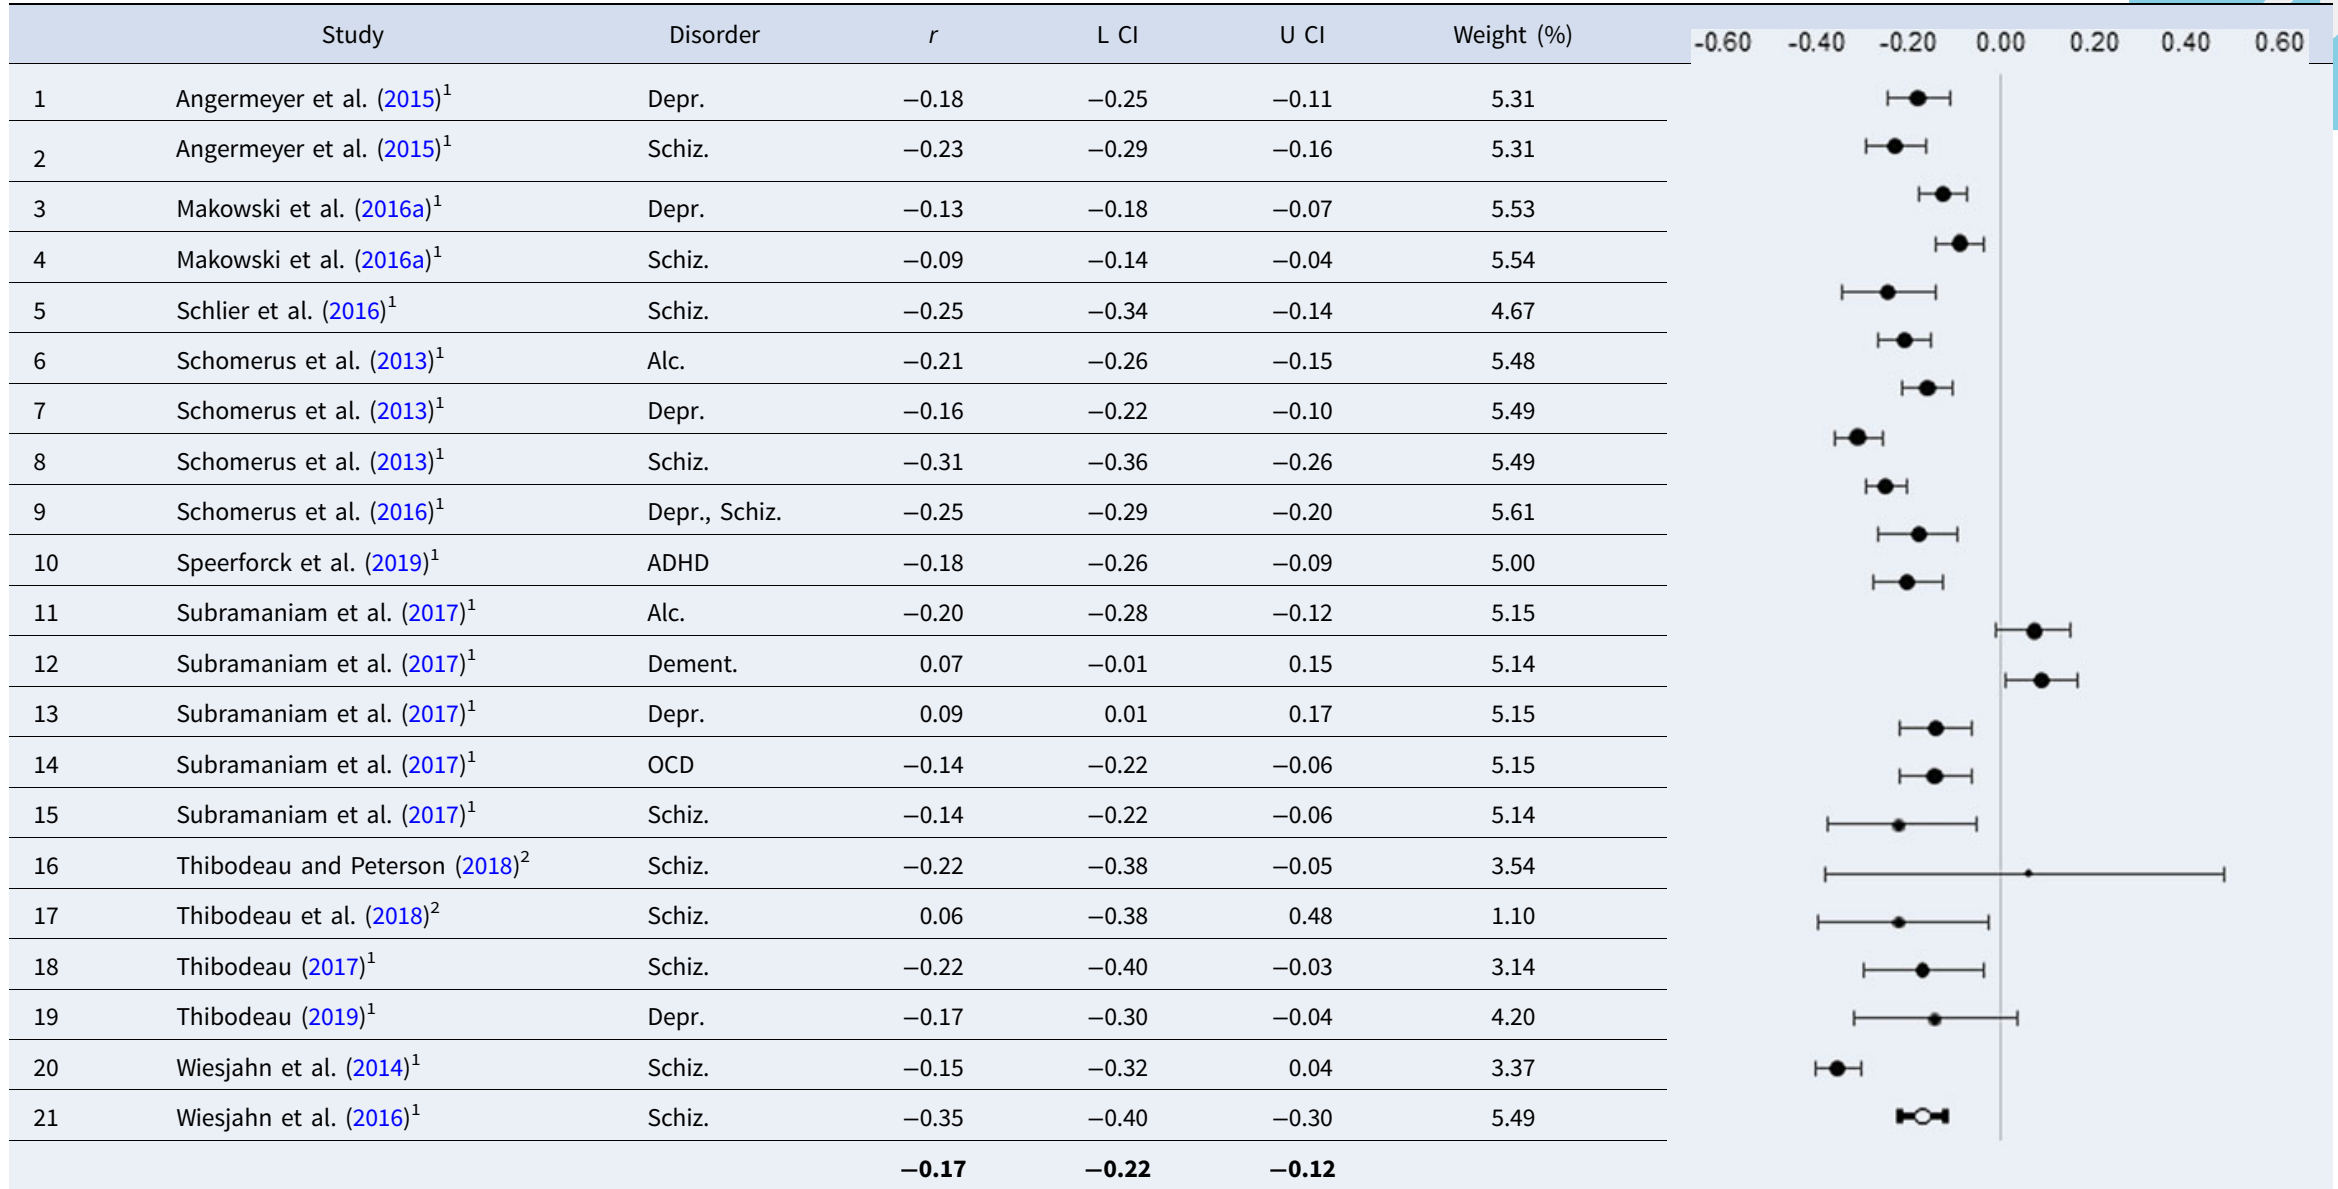 Study Disorder r L CI U CI Weight (%) -0.60 -0.40 -0.20 0.00 0.20 0.40 0.60
1 Angermeyer et al. (2015)1 Depr. −0.18 −0.25 −0.11 5.31
2 Angermeyer et al. (2015)1 Schiz. −0.23 −0.29 −0.16 5.31
3 Makowski et al. (2016a)1 Depr. −0.13 −0.18 −0.07 5.53
4 Makowski et al. (2016a)1 Schiz. −0.09 −0.14 −0.04 5.54
5 Schlier et al. (2016)1 Schiz. −0.25 −0.34 −0.14 4.67
6 Schomerus et al. (2013)1 Alc. −0.21 −0.26 −0.15 5.48
7 Schomerus et al. (2013)1 Depr. −0.16 −0.22 −0.10 5.49
8 Schomerus et al. (2013)1 Schiz. −0.31 −0.36 −0.26 5.49
9 Schomerus et al. (2016)1 Depr., Schiz. −0.25 −0.29 −0.20 5.61
10 Speerforck et al. (2019)1 ADHD −0.18 −0.26 −0.09 5.00
11 Subramaniam et al. (2017)1 Alc. −0.20 −0.28 −0.12 5.15
12 Subramaniam et al. (2017)1 Dement. 0.07 −0.01 0.15 5.14
13 Subramaniam et al. (2017)1 Depr. 0.09 0.01 0.17 5.15
14 Subramaniam et al. (2017)1 OCD −0.14 −0.22 −0.06 5.15
15 Subramaniam et al. (2017)1 Schiz. −0.14 −0.22 −0.06 5.14
16 Thibodeau and Peterson (2018)2 Schiz. −0.22 −0.38 −0.05 3.54
17 Thibodeau et al. (2018)2 Schiz. 0.06 −0.38 0.48 1.10
18 Thibodeau (2017)1 Schiz. −0.22 −0.40 −0.03 3.14
19 Thibodeau (2019)1 Depr. −0.17 −0.30 −0.04 4.20
20 Wiesjahn et al. (2014)1 Schiz. −0.15 −0.32 0.04 3.37
21 Wiesjahn et al. (2016)1 Schiz. −0.35 −0.40 −0.30 5.49
−0.17 −0.22 −0.12